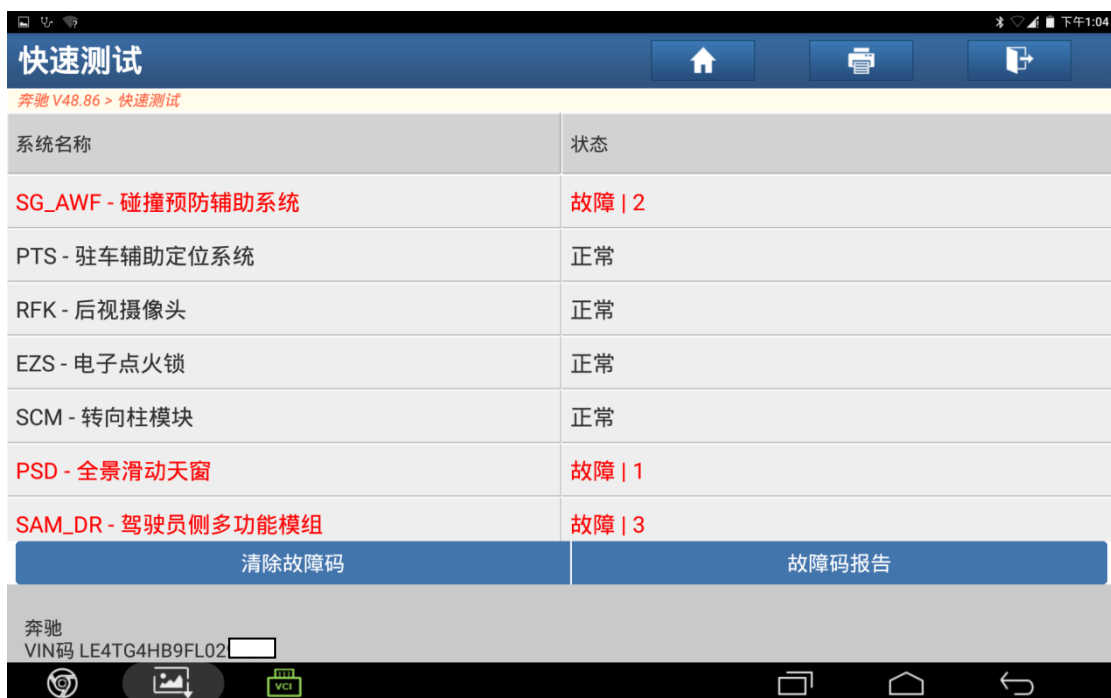 下午1:04
快速测试
奔驰 V48.86 > 快速测试
系统名称 状态
SG_AWF - 碰撞预防辅助系统 故障 | 2
PTS - 驻车辅助定位系统 正常
RFK - 后视摄像头 正常
EZS - 电子点火锁 正常
SCM - 转向柱模块 正常
PSD - 全景滑动天窗 故障 | 1
SAM_DR - 驾驶员侧多功能模组 故障 | 3
清除故障码 故障码报告
奔驰
VIN码 LE4TG4HB9FL02
VCI